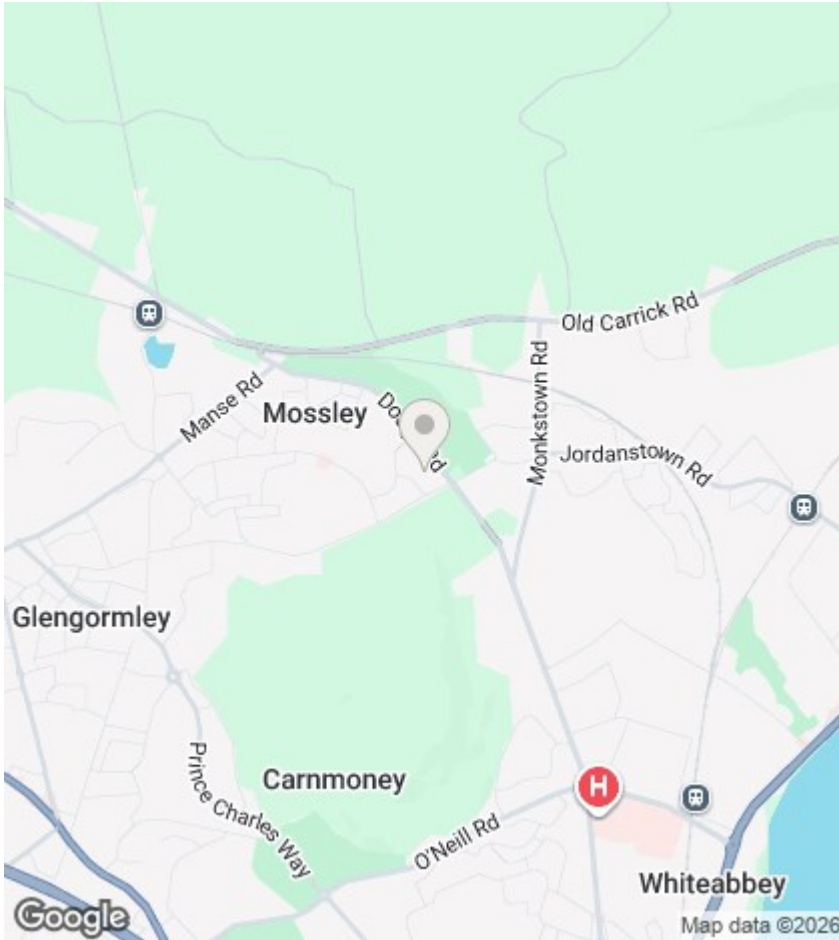 Old Carrick Rd
Monkstown Rd
Manse Rd
Mossley
Rd
Jordanstown Rd
Glengormley
Prince Charles Way
Carnmoney
H
O'Neill Rd
Whiteabbey
Google
Map data ©2026